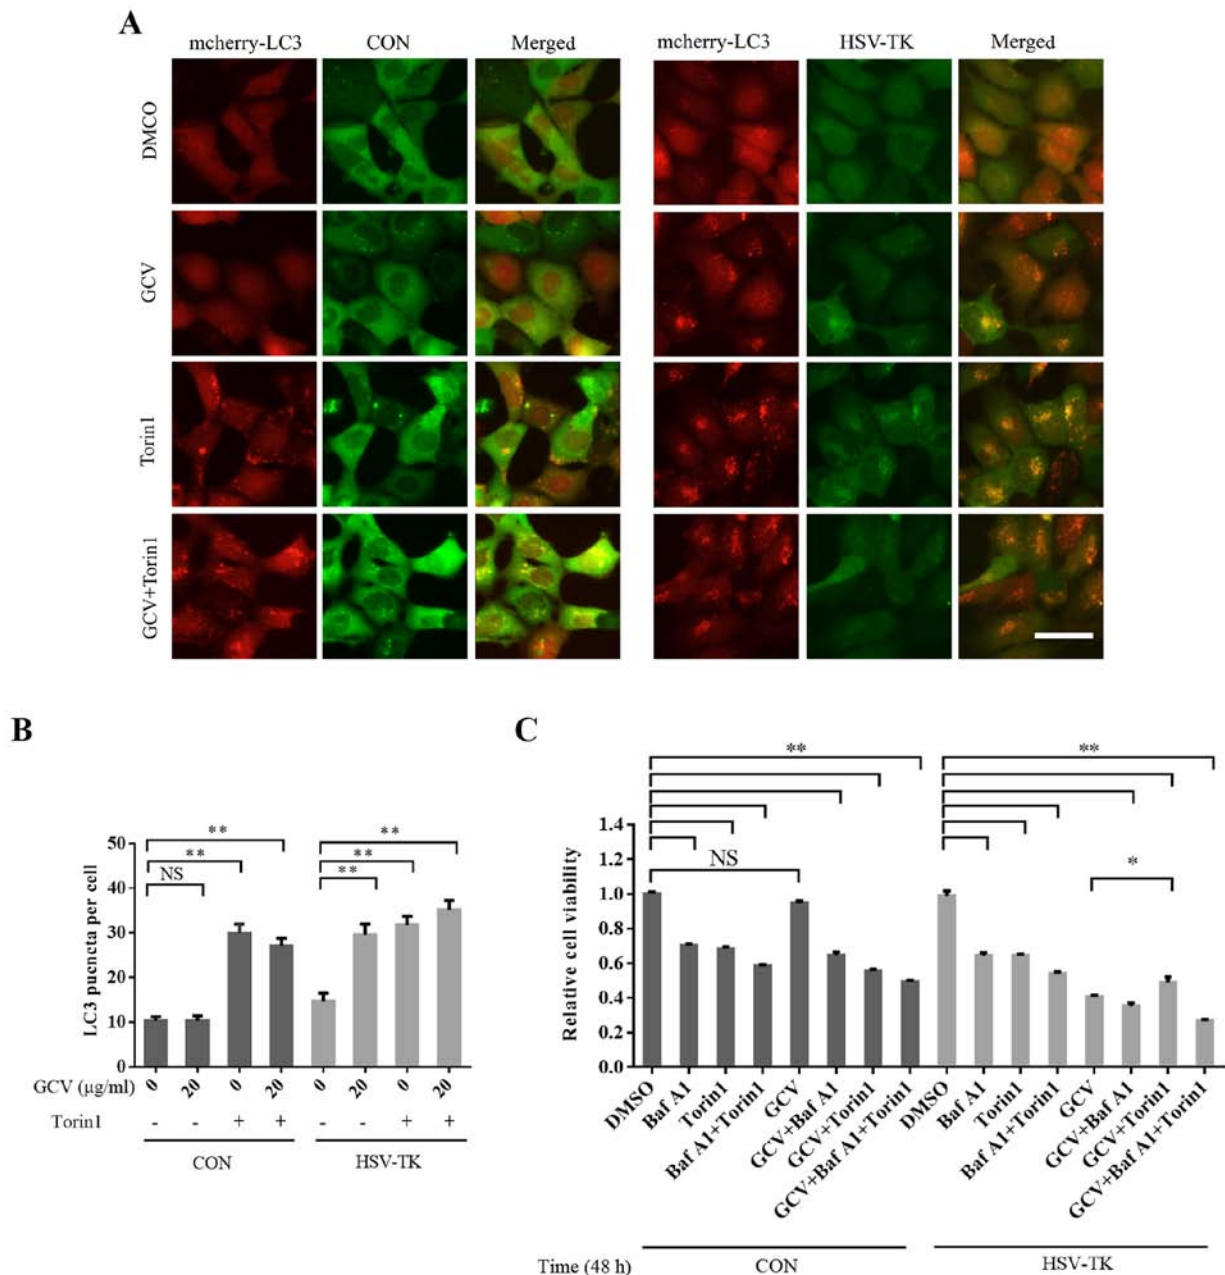 A
mcherry-LC3 CON Merged mcherry-LC3 HSV-TK Merged
DMCO
GCV
Torin1
GCV+Torin1
B
LC3 pucncta per cell
50
40
30
20
10
0
** ** NS ** ** **
GCV (μg/ml) 0 20 0 20 0 20 0 20
Torin1 - - + + - - + +
CON HSV-TK
C
Relative cell viability
1.4
1.2
1.0
0.8
0.6
0.4
0.2
0.0
** **
NS *
DMSO Baf A1 Torin1 Baf A1+Torin1 GCV GCV+Baf A1 GCV+Torin1 GCV+Baf A1+Torin1 DMSO Baf A1 Torin1 Baf A1+Torin1 GCV GCV+Baf A1 GCV+Torin1 GCV+Baf A1+Torin1
Time (48 h) CON HSV-TK